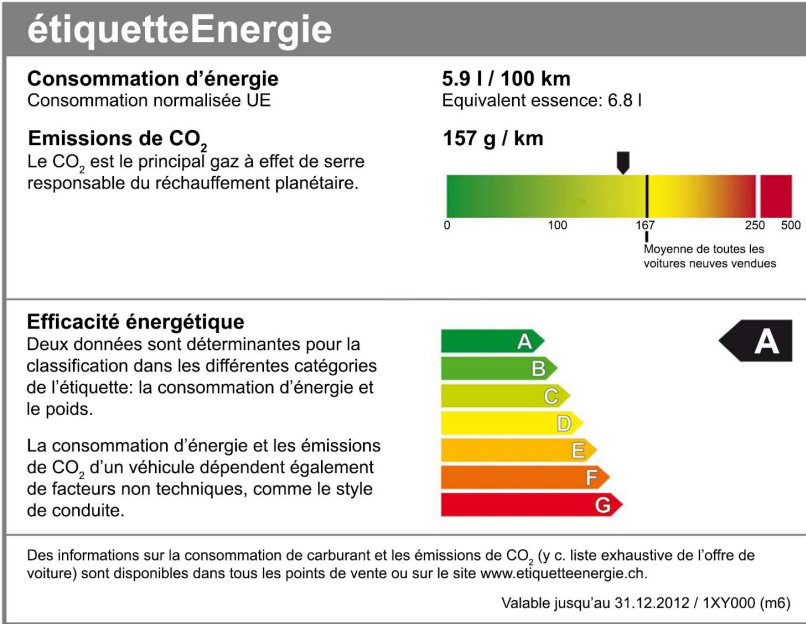 étiquetteEnergie
Consommation d’énergie
5.9 l / 100 km
Consommation normalisée UE
Equivalent essence: 6.8 l
Emissions de CO₂
157 g / km
Le CO₂ est le principal gaz à effet de serre
responsable du réchauffement planétaire.
0 100 167 250 500
Moyenne de toutes les
voitures neuves vendues
Efficacité énergétique
Deux données sont déterminantes pour la
classification dans les différentes catégories
de l’étiquette: la consommation d’énergie et
le poids.
La consommation d’énergie et les émissions
de CO₂ d’un véhicule dépendent également
de facteurs non techniques, comme le style
de conduite.
A
B
C
D
E
F
G
A
Des informations sur la consommation de carburant et les émissions de CO₂ (y c. liste exhaustive de l’offre de
voiture) sont disponibles dans tous les points de vente ou sur le site www.etiquetteenergie.ch.
Valable jusqu’au 31.12.2012 / 1XY000 (m6)